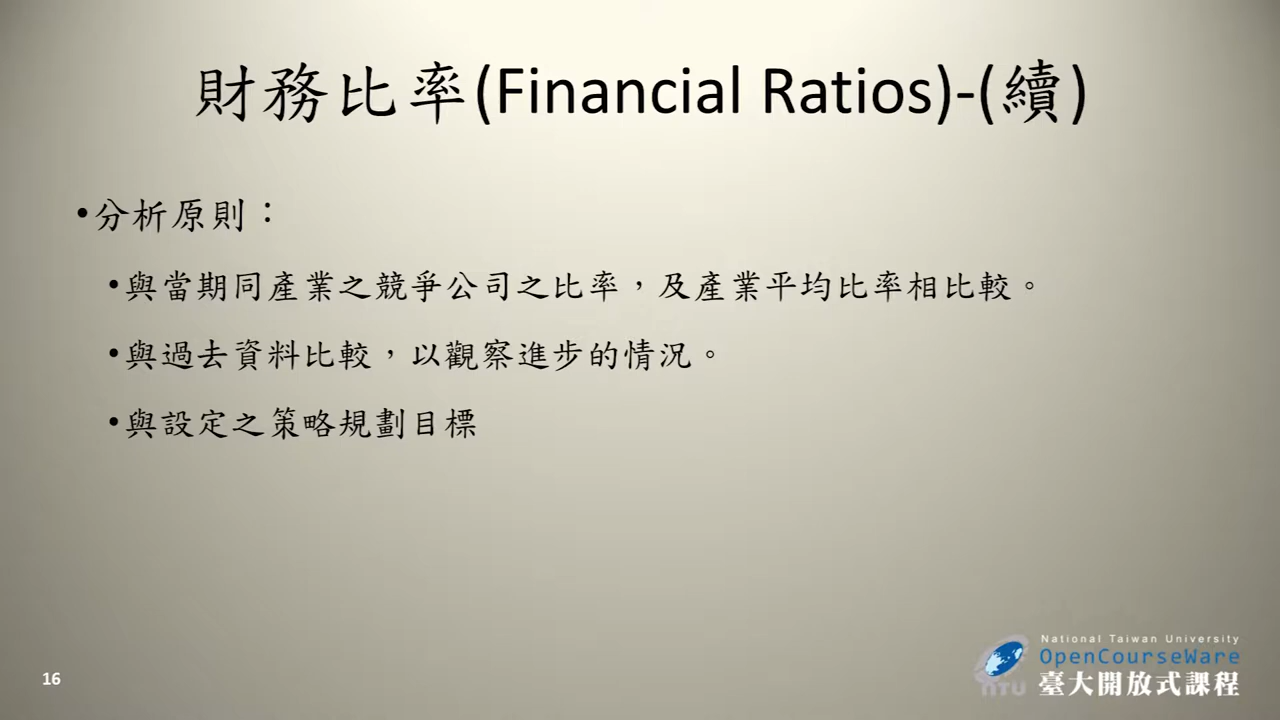 財務比率(Financial Ratios)-(續)
•分析原則：
•與當期同產業之競爭公司之比率，及產業平均比率相比較。
•與過去資料比較，以觀察進步的情況。
•與設定之策略規劃目標
16
National Taiwan University
OpenCourseWare
NTU 臺大開放式課程